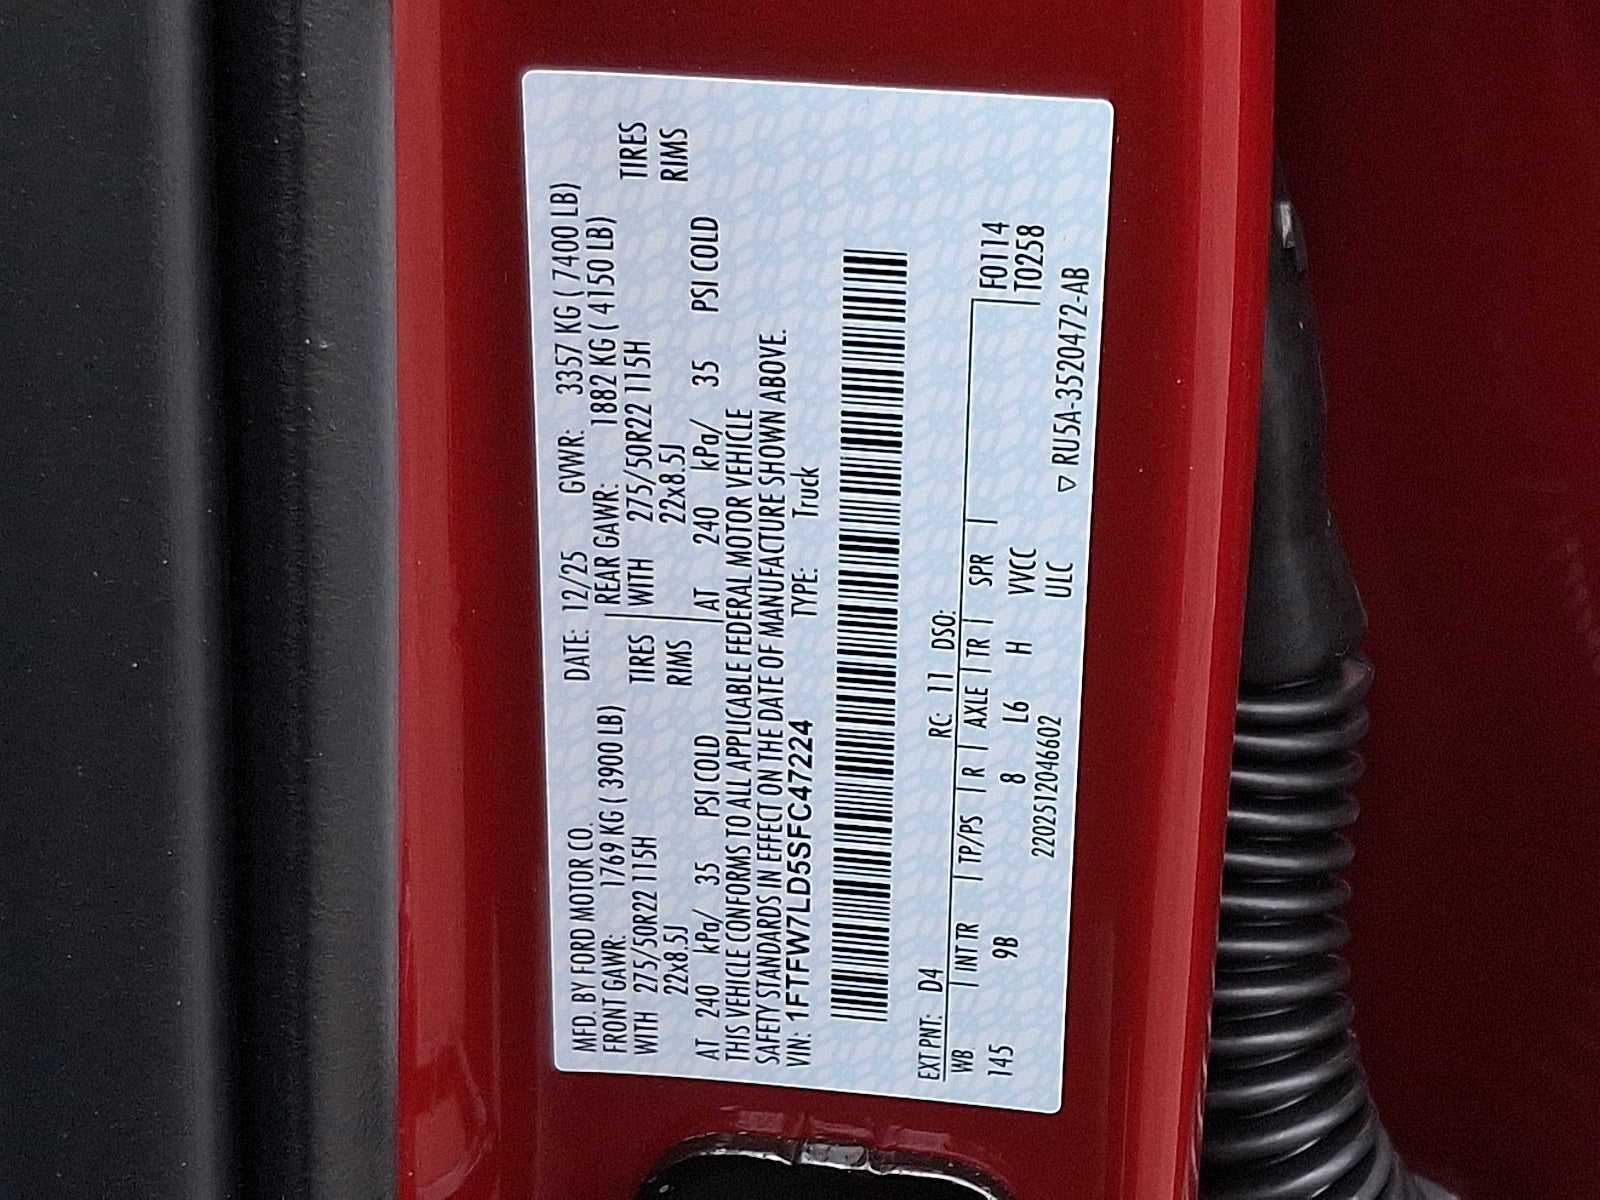 MFD. BY FORD MOTOR CO. DATE: 12/25 GVWR: 3357 KG ( 7400 LB)
FRONT GAWR: 1769 KG ( 3900 LB) REAR GAWR: 1882 KG ( 4150 LB)
WITH 275/50R22 115H TIRES WITH 275/50R22 115H TIRES
22x8.5J RIMS 22x8.5J RIMS
AT 240 kPa/ 35 PSI COLD AT 240 kPa/ 35 PSI COLD
THIS VEHICLE CONFORMS TO ALL APPLICABLE FEDERAL MOTOR VEHICLE
SAFETY STANDARDS IN EFFECT ON THE DATE OF MANUFACTURE SHOWN ABOVE.
VIN: 1FTFW7LD5SFC47224 TYPE: Truck
EXT PNT: D4 RC: 11 DSO:
WB | INT TR | TP/PS | R | AXLE | TR | SPR | F0114
145 9B 8 L6 H VVCC T0258
2202512046602 ULC
▽ RU5A-3520472-AB